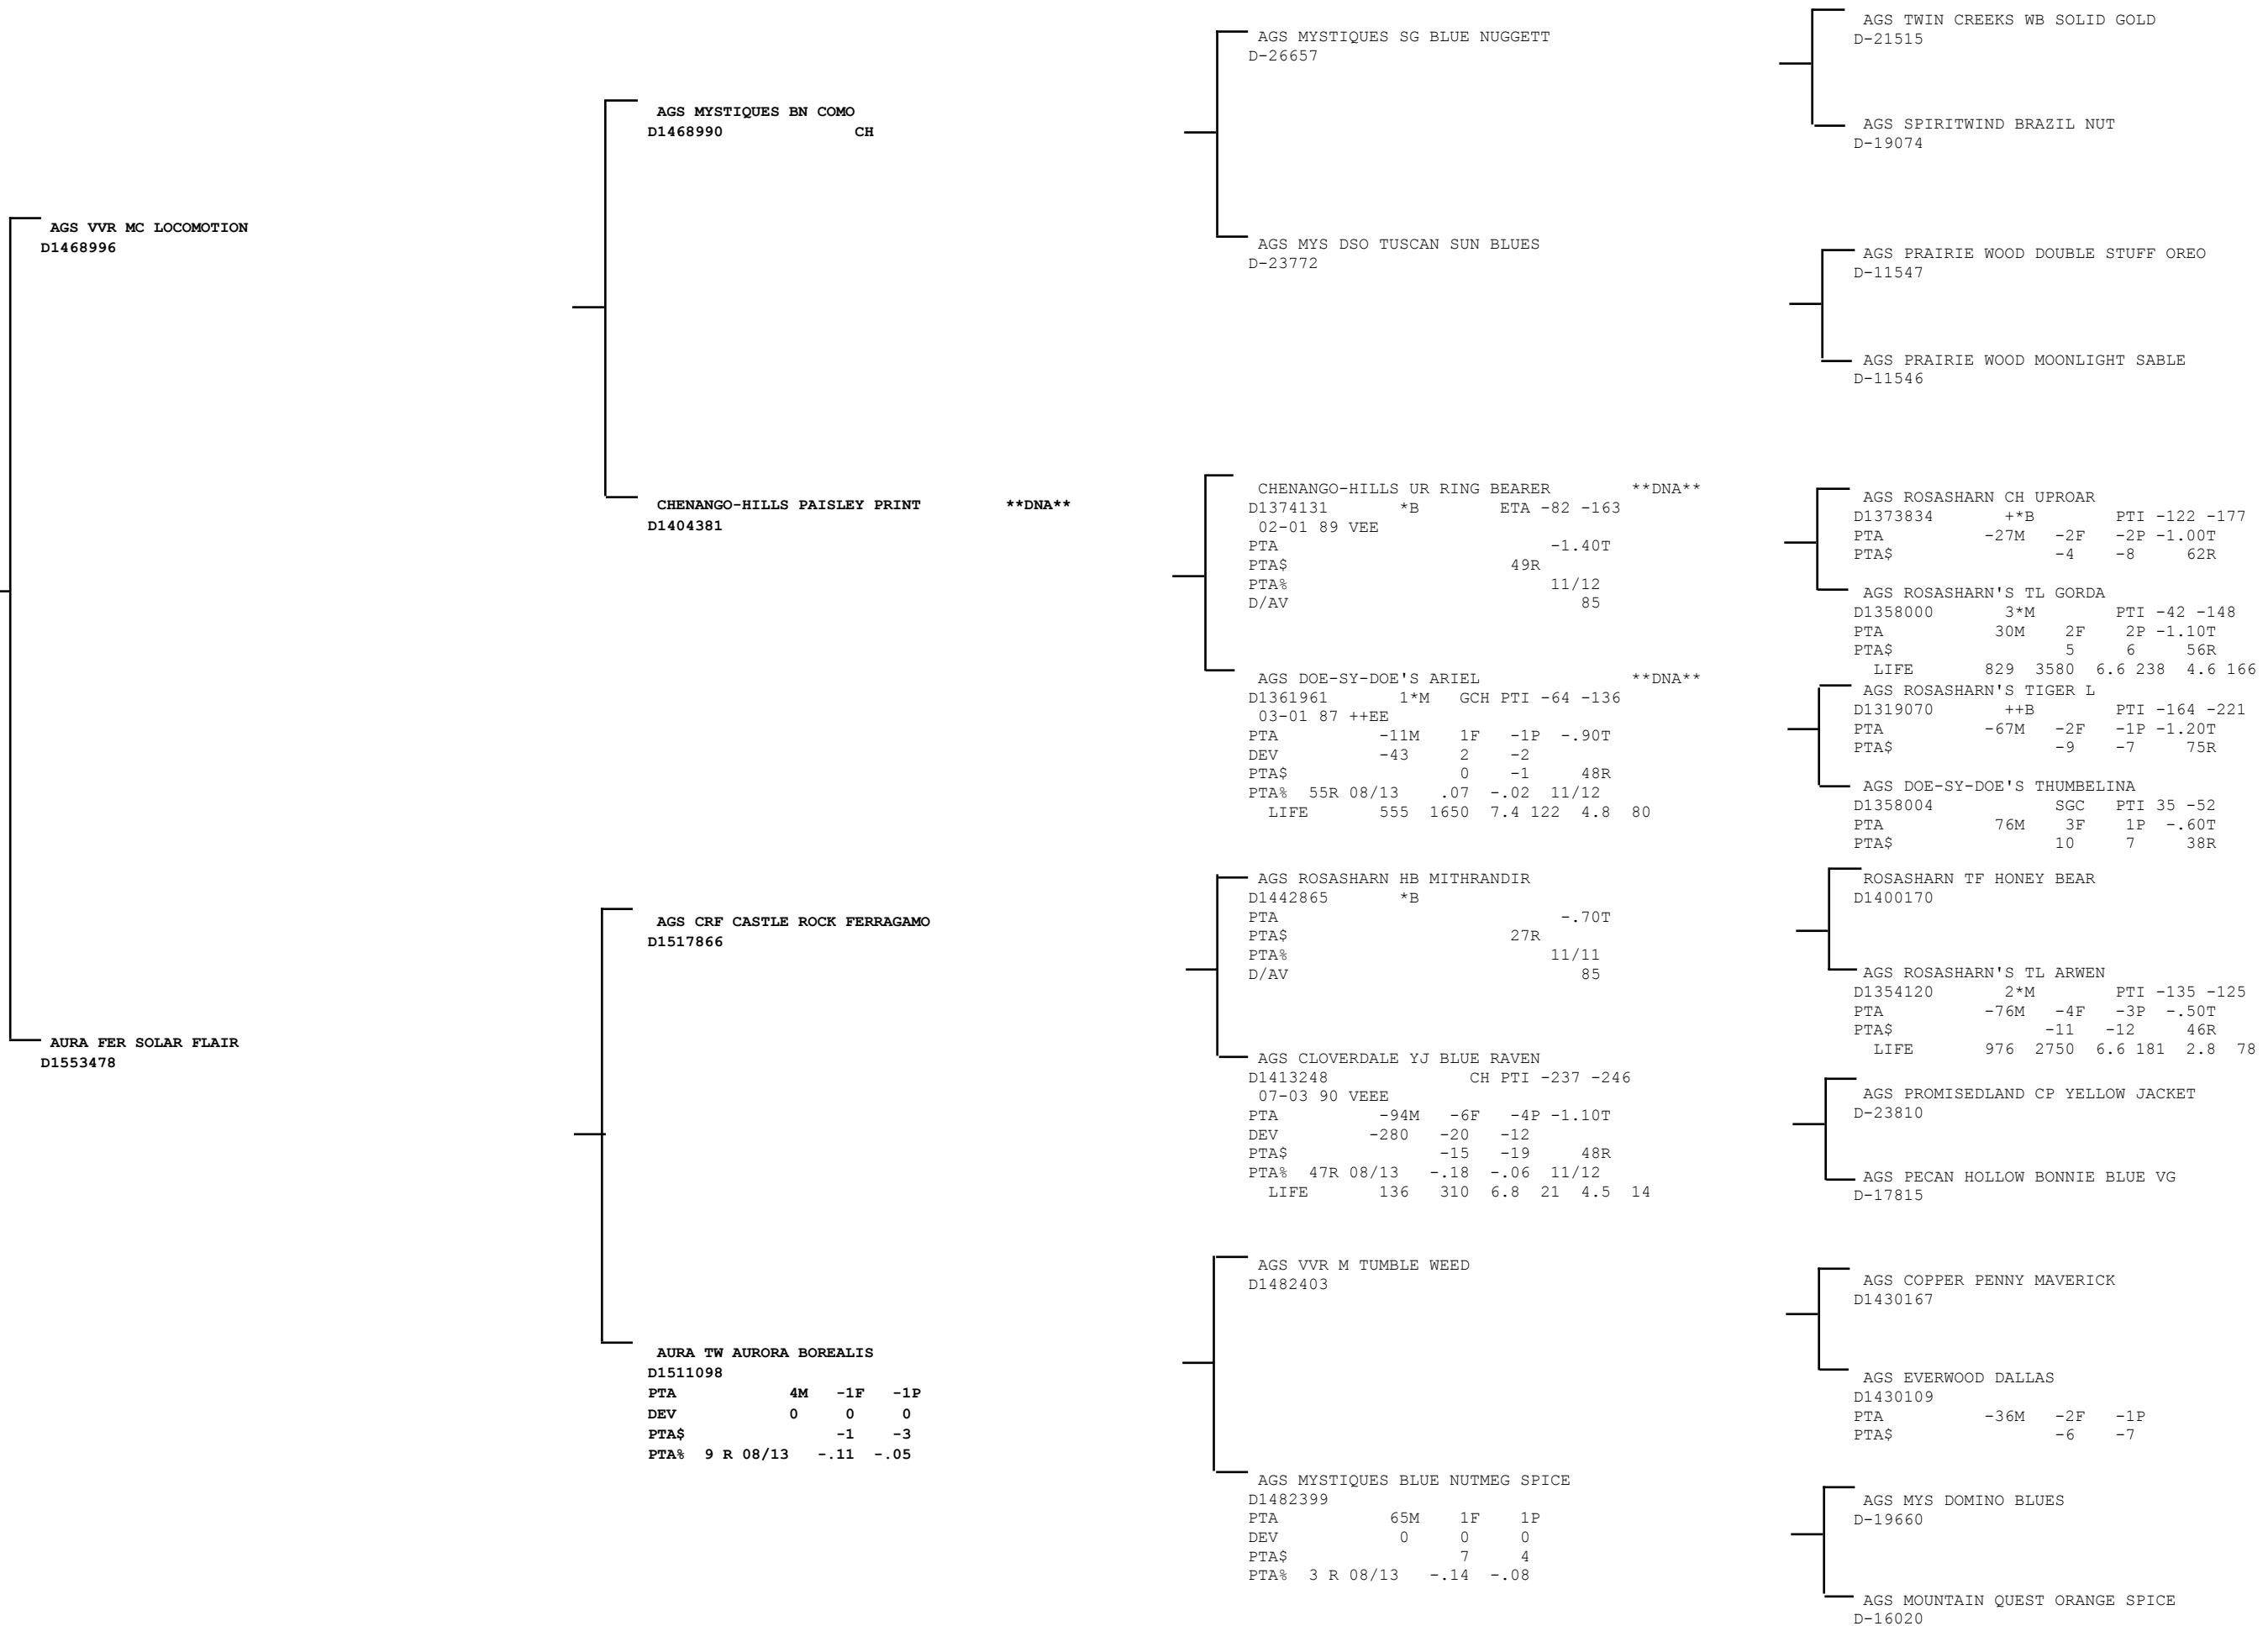 AGS VVR MC LOCOMOTION
D1468996
AURA FER SOLAR FLAIR
D1553478
AGS MYSTIQUES BN COMO
D1468990 CH
CHENANGO-HILLS PAISLEY PRINT **DNA**
D1404381
AGS CRF CASTLE ROCK FERRAGAMO
D1517866
AURA TW AURORA BOREALIS
D1511098
PTA 4M -1F -1P
DEV 0 0 0
PTA$ -1 -3
PTA% 9 R 08/13 -.11 -.05
AGS MYSTIQUES SG BLUE NUGGETT
D-26657
AGS MYS DSO TUSCAN SUN BLUES
D-23772
CHENANGO-HILLS UR RING BEARER **DNA**
D1374131 *B ETA -82 -163
02-01 89 VEE
PTA -1.40T
PTA$ 49R
PTA% 11/12
D/AV 85
AGS DOE-SY-DOE'S ARIEL **DNA**
D1361961 1*M GCH PTI -64 -136
03-01 87 ++EE
PTA -11M 1F -1P -.90T
DEV -43 2 -2
PTA$ 0 -1 48R
PTA% 55R 08/13 .07 -.02 11/12
LIFE 555 1650 7.4 122 4.8 80
AGS ROSASHARN HB MITHRANDIR
D1442865 *B
PTA -.70T
PTA$ 27R
PTA% 11/11
D/AV 85
AGS CLOVERDALE YJ BLUE RAVEN
D1413248 CH PTI -237 -246
07-03 90 VEEE
PTA -94M -6F -4P -1.10T
DEV -280 -20 -12
PTA$ -15 -19 48R
PTA% 47R 08/13 -.18 -.06 11/12
LIFE 136 310 6.8 21 4.5 14
AGS VVR M TUMBLE WEED
D1482403
AGS MYSTIQUES BLUE NUTMEG SPICE
D1482399
PTA 65M 1F 1P
DEV 0 0 0
PTA$ 7 4
PTA% 3 R 08/13 -.14 -.08
AGS TWIN CREEKS WB SOLID GOLD
D-21515
AGS SPIRITWIND BRAZIL NUT
D-19074
AGS PRAIRIE WOOD DOUBLE STUFF OREO
D-11547
AGS PRAIRIE WOOD MOONLIGHT SABLE
D-11546
AGS ROSASHARN CH UPROAR
D1373834 +*B PTI -122 -177
PTA -27M -2F -2P -1.00T
PTA$ -4 -8 62R
AGS ROSASHARN'S TL GORDA
D1358000 3*M PTI -42 -148
PTA 30M 2F 2P -1.10T
PTA$ 5 6 56R
LIFE 829 3580 6.6 238 4.6 166
AGS ROSASHARN'S TIGER L
D1319070 ++B PTI -164 -221
PTA -67M -2F -1P -1.20T
PTA$ -9 -7 75R
AGS DOE-SY-DOE'S THUMBELINA
D1358004 SGC PTI 35 -52
PTA 76M 3F 1P -.60T
PTA$ 10 7 38R
ROSASHARN TF HONEY BEAR
D1400170
AGS ROSASHARN'S TL ARWEN
D1354120 2*M PTI -135 -125
PTA -76M -4F -3P -.50T
PTA$ -11 -12 46R
LIFE 976 2750 6.6 181 2.8 78
AGS PROMISEDLAND CP YELLOW JACKET
D-23810
AGS PECAN HOLLOW BONNIE BLUE VG
D-17815
AGS COPPER PENNY MAVERICK
D1430167
AGS EVERWOOD DALLAS
D1430109
PTA -36M -2F -1P
PTA$ -6 -7
AGS MYS DOMINO BLUES
D-19660
AGS MOUNTAIN QUEST ORANGE SPICE
D-16020